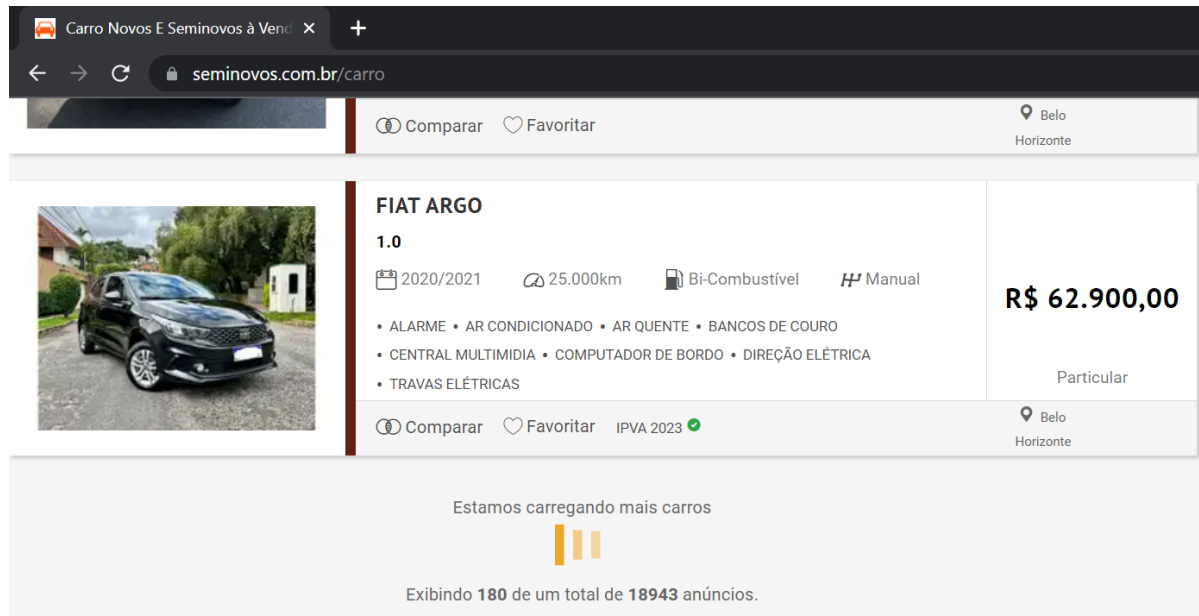 Carro Novos E Seminovos à Vend
seminovos.com.br/carro
Comparar Favoritar
Belo
Horizonte
FIAT ARGO
1.0
2020/2021 25.000km Bi-Combustível Manual
R$ 62.900,00
• ALARME • AR CONDICIONADO • AR QUENTE • BANCOS DE COURO
• CENTRAL MULTIMIDIA • COMPUTADOR DE BORDO • DIREÇÃO ELÉTRICA
• TRAVAS ELÉTRICAS
Particular
Comparar Favoritar IPVA 2023
Belo
Horizonte
Estamos carregando mais carros
Exibindo 180 de um total de 18943 anúncios.